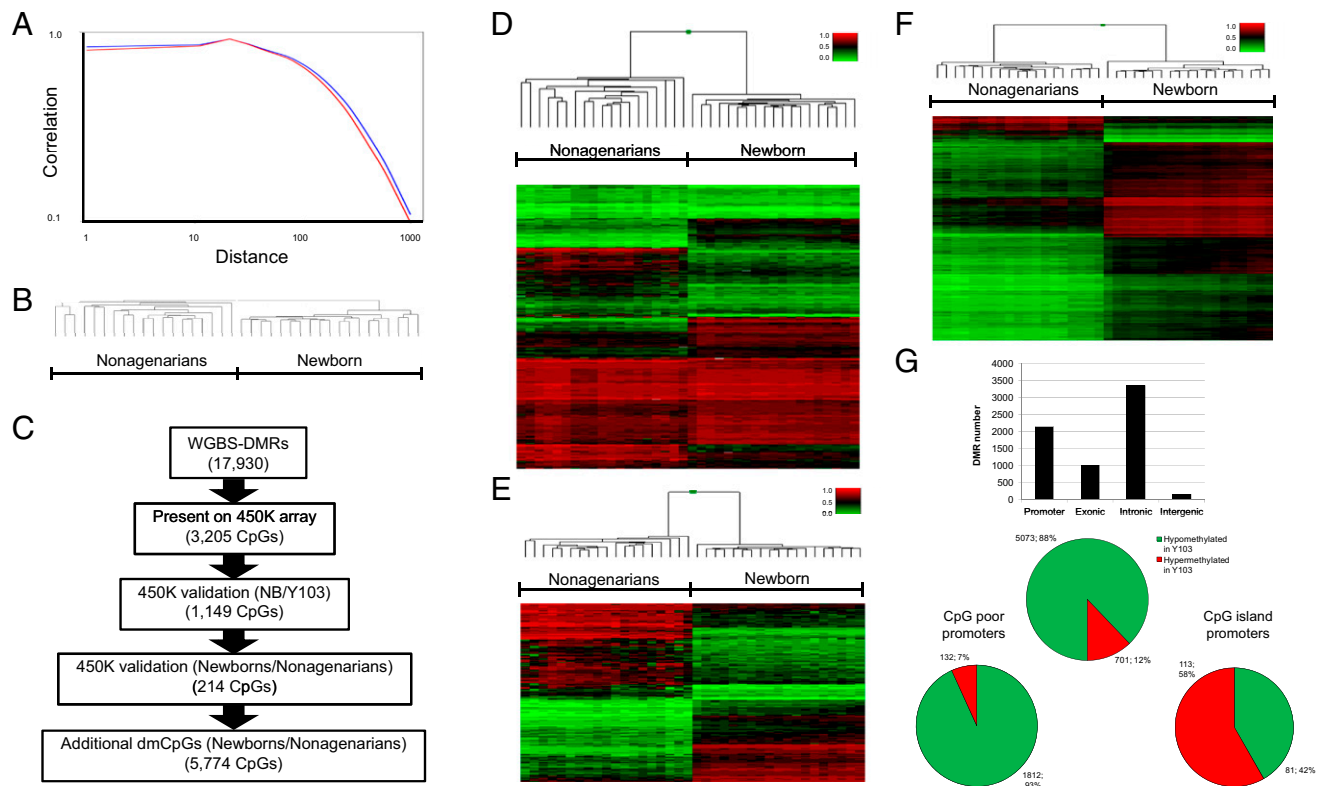 A
1.0
Correlation
0.1
1
10
100
1000
Distance
B
Nonagenarians
Newborn
C
WGBS-DMRs
(17,930)
Present on 450K array
(3,205 CpGs)
450K validation (NB/Y103)
(1,149 CpGs)
450K validation (Newborns/Nonagenarians)
(214 CpGs)
Additional dmCpGs (Newborns/Nonagenarians)
(5,774 CpGs)
D
1.0
0.5
0.0
Nonagenarians
Newborn
E
1.0
0.5
0.0
Nonagenarians
Newborn
F
1.0
0.5
0.0
Nonagenarians
Newborn
G
DMR number
4000
3500
3000
2500
2000
1500
1000
500
0
Promoter
Exonic
Intronic
Intergenic
5073; 88%
Hypomethylated
in Y103
Hypermethylated
in Y103
701; 12%
CpG poor
promoters
132; 7%
1812;
93%
CpG island
promoters
113;
58%
81; 42%